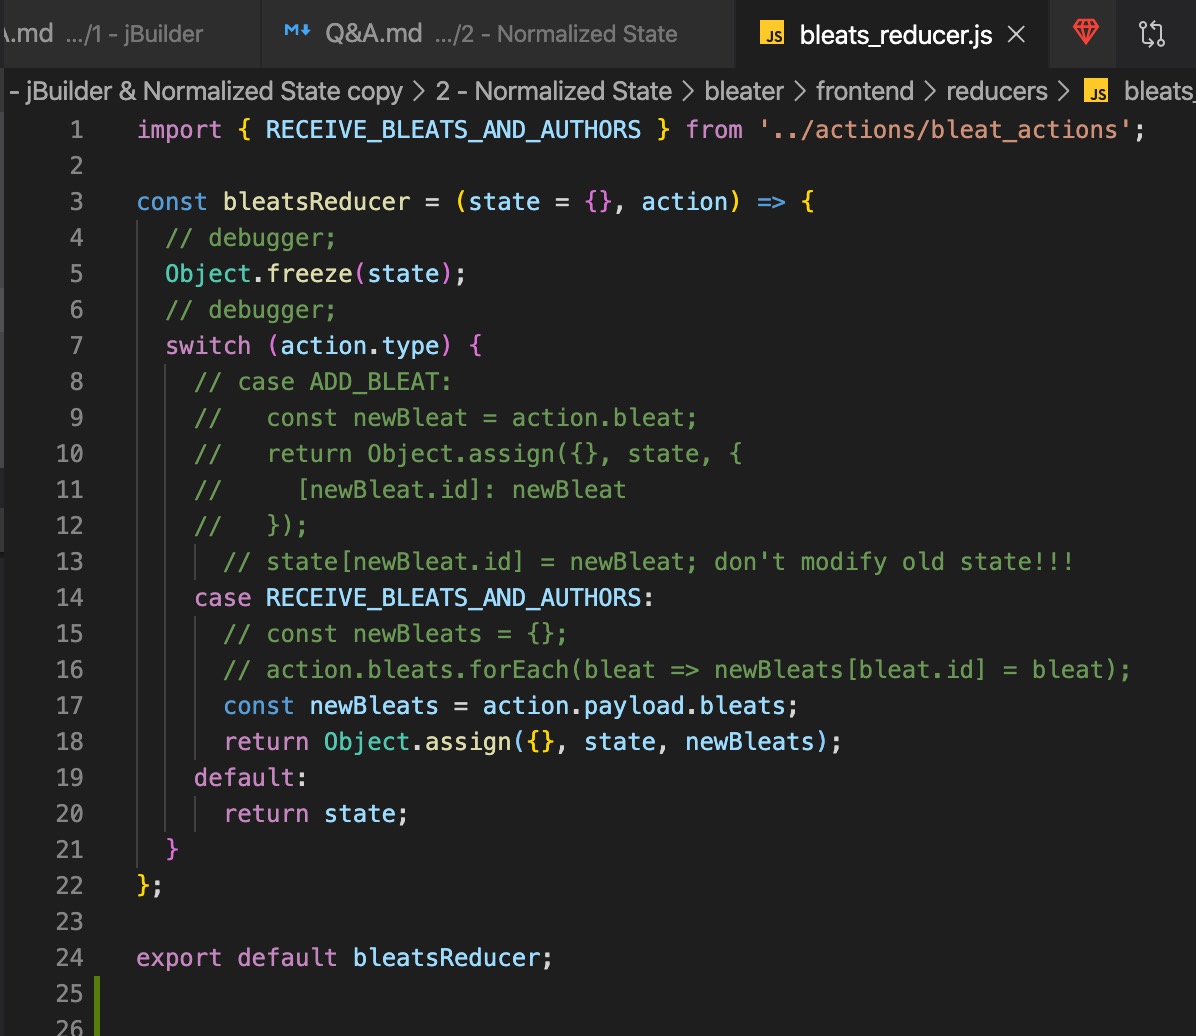 .md .../1 - jBuilder
Q&A.md .../2 - Normalized State
JS bleats_reducer.js
- jBuilder & Normalized State copy > 2 - Normalized State > bleater > frontend > reducers > JS bleats_
1 import { RECEIVE_BLEATS_AND_AUTHORS } from '../actions/bleat_actions';
2
3 const bleatsReducer = (state = {}, action) => {
4   // debugger;
5   Object.freeze(state);
6   // debugger;
7   switch (action.type) {
8     // case ADD_BLEAT:
9     //   const newBleat = action.bleat;
10     //   return Object.assign({}, state, {
11     //     [newBleat.id]: newBleat
12     //   });
13       // state[newBleat.id] = newBleat; don't modify old state!!!
14     case RECEIVE_BLEATS_AND_AUTHORS:
15       // const newBleats = {};
16       // action.bleats.forEach(bleat => newBleats[bleat.id] = bleat);
17       const newBleats = action.payload.bleats;
18       return Object.assign({}, state, newBleats);
19     default:
20       return state;
21   }
22 };
23
24 export default bleatsReducer;
25
26